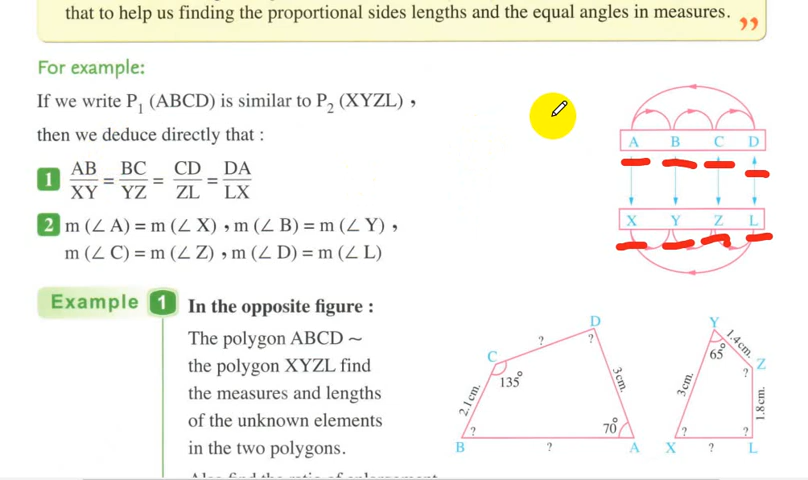 that to help us finding the proportional sides lengths and the equal angles in measures. ”
For example:
If we write P₁ (ABCD) is similar to P₂ (XYZL) ,
then we deduce directly that :
1 AB/XY = BC/YZ = CD/ZL = DA/LX
2 m (∠ A) = m (∠ X) , m (∠ B) = m (∠ Y) ,
m (∠ C) = m (∠ Z) , m (∠ D) = m (∠ L)
A B C D
X Y Z L
Example 1 In the opposite figure :
The polygon ABCD ~
the polygon XYZL find
the measures and lengths
of the unknown elements
in the two polygons.
D
?
?
C
135°
2.1 cm.
3 cm.
70°
?
B
?
A
Y
1.4 cm.
65°
Z
?
3 cm.
1.8 cm.
?
?
X
?
L